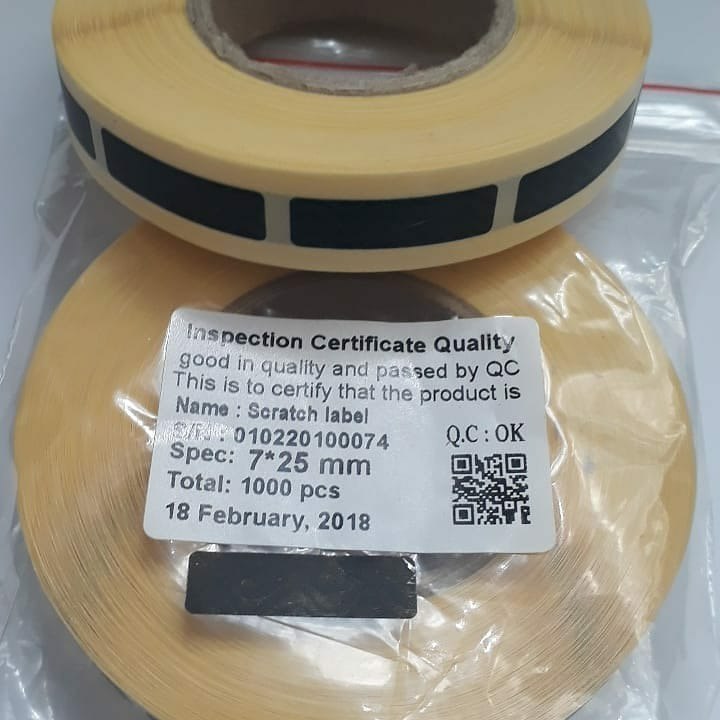 Inspection Certificate Quality
good in quality and passed by QC
This is to certify that the product is
Name : Scratch label
S/N : 010220100074
Q.C : OK
Spec: 7*25 mm
Total: 1000 pcs
18 February, 2018